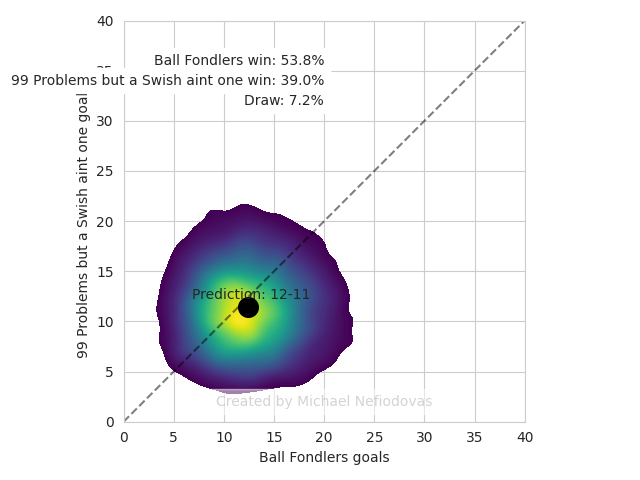 40
Ball Fondlers win: 53.8%
99 Problems but a Swish aint one win: 39.0%
Draw: 7.2%
35
30
25
20
15
10
5
0
99 Problems but a Swish aint one goal
Prediction: 12-11
Created by Michael Nefiodovas
0 5 10 15 20 25 30 35 40
Ball Fondlers goals